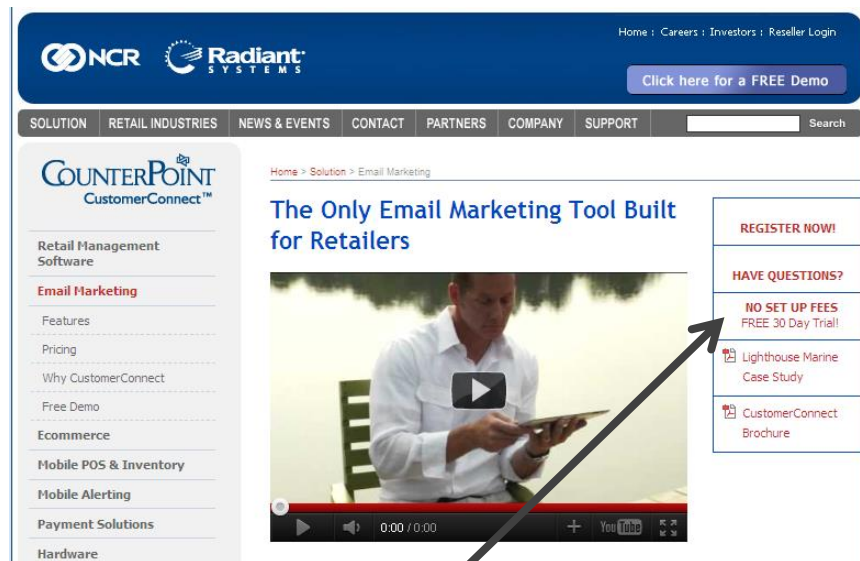 Home : Careers : Investors : Reseller Login
NCR Radiant SYSTEMS
Click here for a FREE Demo
SOLUTION RETAIL INDUSTRIES NEWS & EVENTS CONTACT PARTNERS COMPANY SUPPORT Search
COUNTERPOINT
CustomerConnect™
Retail Management
Software
Email Marketing
Features
Pricing
Why CustomerConnect
Free Demo
Ecommerce
Mobile POS & Inventory
Mobile Alerting
Payment Solutions
Hardware
Home > Solution > Email Marketing
The Only Email Marketing Tool Built
for Retailers
0:00 / 0:00 YouTube
REGISTER NOW!
HAVE QUESTIONS?
NO SET UP FEES
FREE 30 Day Trial!
Lighthouse Marine
Case Study
CustomerConnect
Brochure